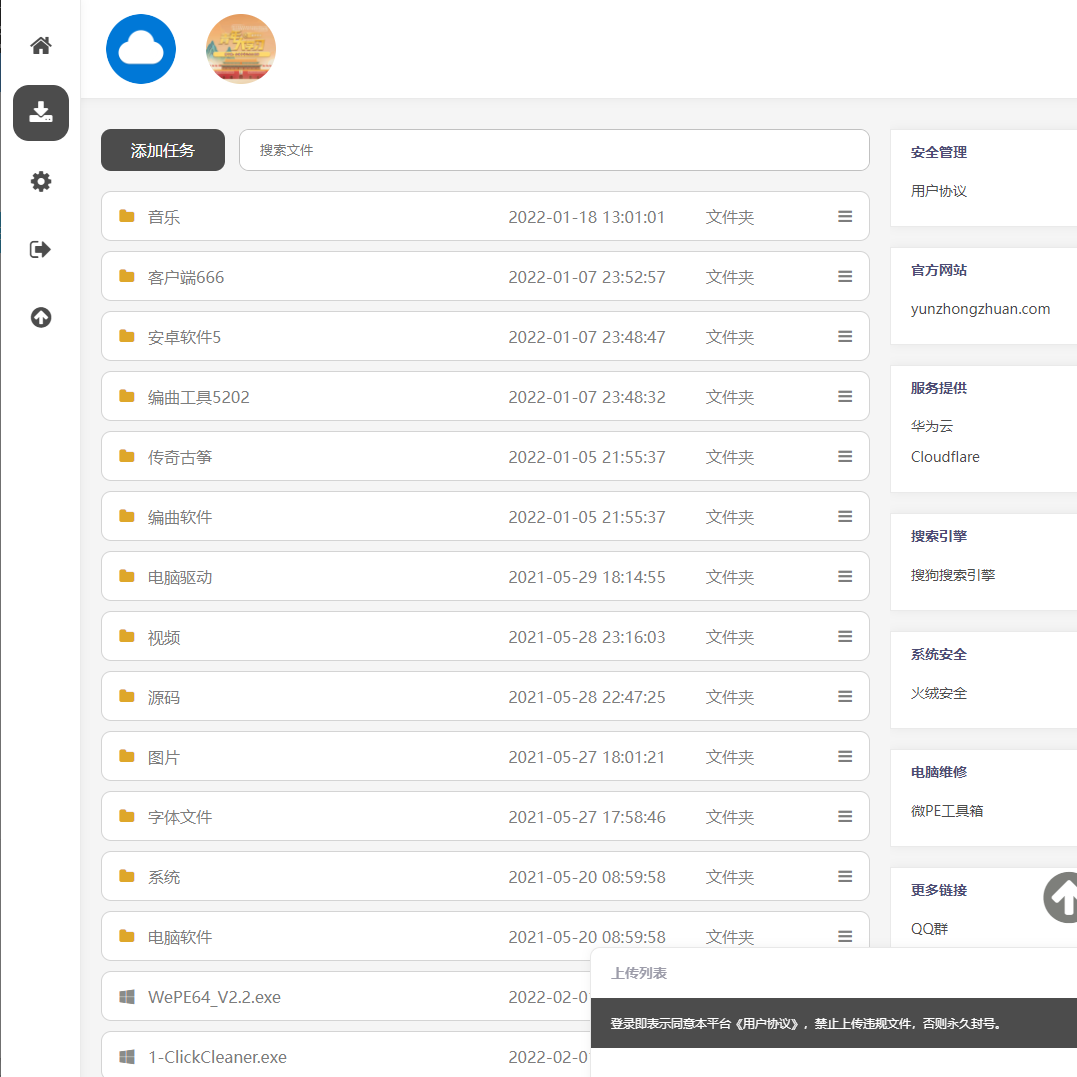 添加任务
搜索文件
音乐 2022-01-18 13:01:01 文件夹
客户端666 2022-01-07 23:52:57 文件夹
安卓软件5 2022-01-07 23:48:47 文件夹
编曲工具5202 2022-01-07 23:48:32 文件夹
传奇古筝 2022-01-05 21:55:37 文件夹
编曲软件 2022-01-05 21:55:37 文件夹
电脑驱动 2021-05-29 18:14:55 文件夹
视频 2021-05-28 23:16:03 文件夹
源码 2021-05-28 22:47:25 文件夹
图片 2021-05-27 18:01:21 文件夹
字体文件 2021-05-27 17:58:46 文件夹
系统 2021-05-20 08:59:58 文件夹
电脑软件 2021-05-20 08:59:58 文件夹
WePE64_V2.2.exe 2022-02-0
1-ClickCleaner.exe 2022-02-0
安全管理
用户协议
官方网站
yunzhongzhuan.com
服务提供
华为云
Cloudflare
搜索引擎
搜狗搜索引擎
系统安全
火绒安全
电脑维修
微PE工具箱
更多链接
QQ群
上传列表
登录即表示同意本平台《用户协议》，禁止上传违规文件，否则永久封号。